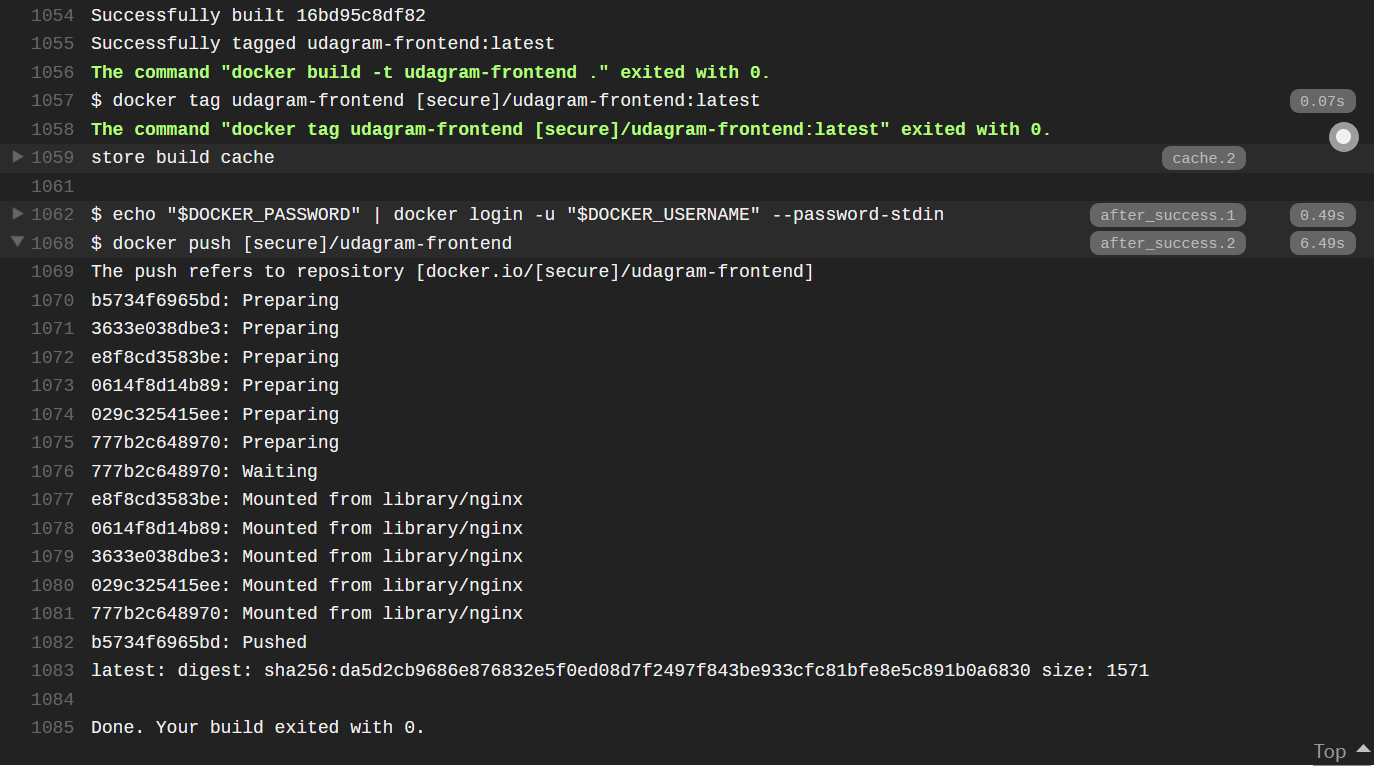 1054 Successfully built 16bd95c8df82
1055 Successfully tagged udagram-frontend:latest
1056 The command "docker build -t udagram-frontend ." exited with 0.
1057 $ docker tag udagram-frontend [secure]/udagram-frontend:latest 0.07s
1058 The command "docker tag udagram-frontend [secure]/udagram-frontend:latest" exited with 0.
1059 store build cache cache.2
1061
1062 $ echo "$DOCKER_PASSWORD" | docker login -u "$DOCKER_USERNAME" --password-stdin after_success.1 0.49s
1068 $ docker push [secure]/udagram-frontend after_success.2 6.49s
1069 The push refers to repository [docker.io/[secure]/udagram-frontend]
1070 b5734f6965bd: Preparing
1071 3633e038dbe3: Preparing
1072 e8f8cd3583be: Preparing
1073 0614f8d14b89: Preparing
1074 029c325415ee: Preparing
1075 777b2c648970: Preparing
1076 777b2c648970: Waiting
1077 e8f8cd3583be: Mounted from library/nginx
1078 0614f8d14b89: Mounted from library/nginx
1079 3633e038dbe3: Mounted from library/nginx
1080 029c325415ee: Mounted from library/nginx
1081 777b2c648970: Mounted from library/nginx
1082 b5734f6965bd: Pushed
1083 latest: digest: sha256:da5d2cb9686e876832e5f0ed08d7f2497f843be933cfc81bfe8e5c891b0a6830 size: 1571
1084
1085 Done. Your build exited with 0.
Top